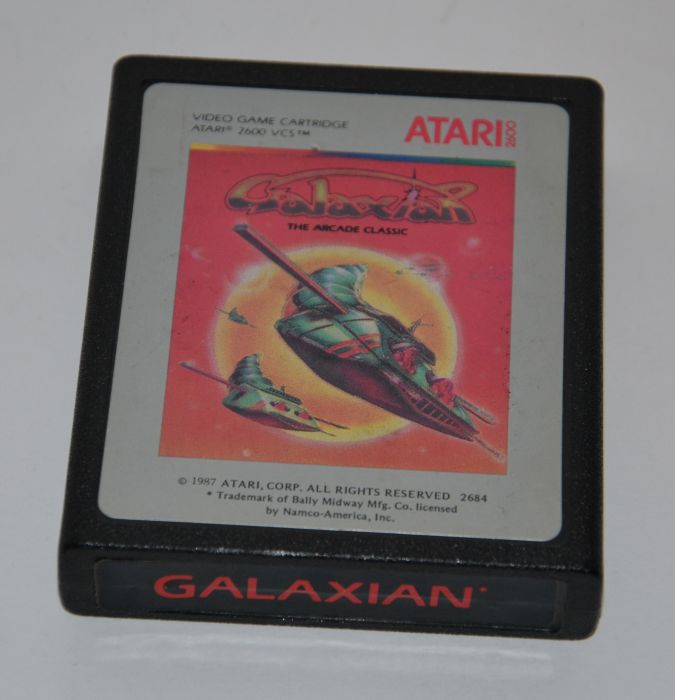 VIDEO GAME CARTRIDGE
ATARI® 2600 VCS™
ATARI 2600
Galaxian
THE ARCADE CLASSIC
© 1987 ATARI, CORP. ALL RIGHTS RESERVED 2684
* Trademark of Bally Midway Mfg. Co. licensed
by Namco-America, Inc.
GALAXIAN*